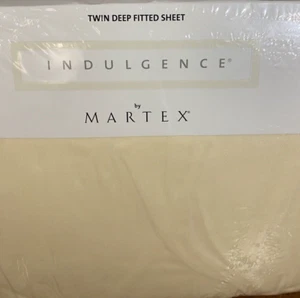 TWIN DEEP FITTED SHEET
INDULGENCE®
by
MARTEX®